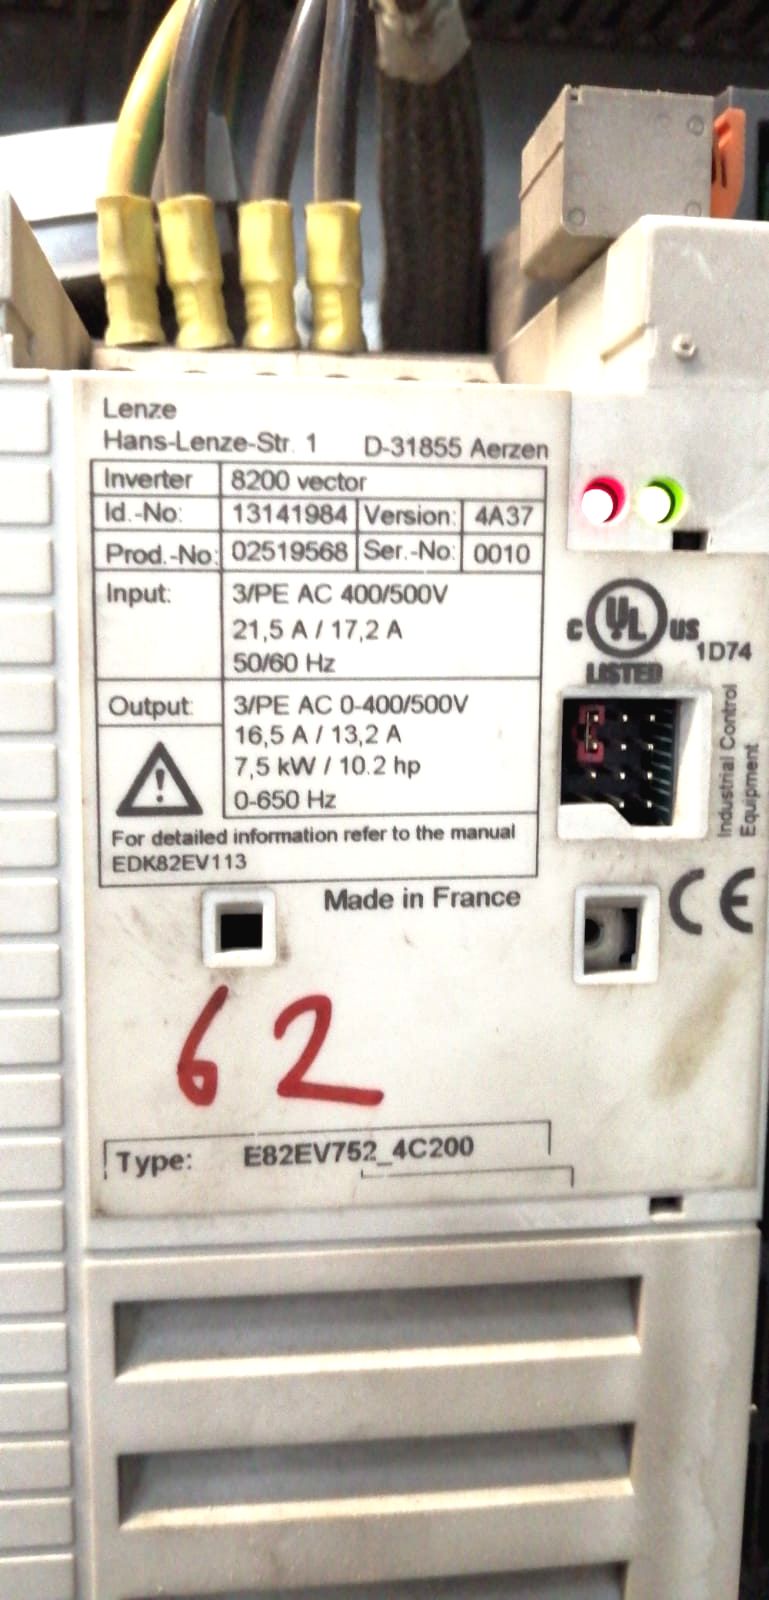 Lenze
Hans-Lenze-Str. 1 D-31855 Aerzen
Inverter 8200 vector
Id.-No: 13141984 Version: 4A37
Prod.-No: 02519568 Ser.-No: 0010
Input: 3/PE AC 400/500V
21,5 A / 17,2 A
50/60 Hz
Output: 3/PE AC 0-400/500V
16,5 A / 13,2 A
7,5 kW / 10.2 hp
0-650 Hz
For detailed information refer to the manual
EDK82EV113
Made in France
C UL US
LISTED
1D74
Industrial Control
Equipment
CE
62
Type: E82EV752_4C200